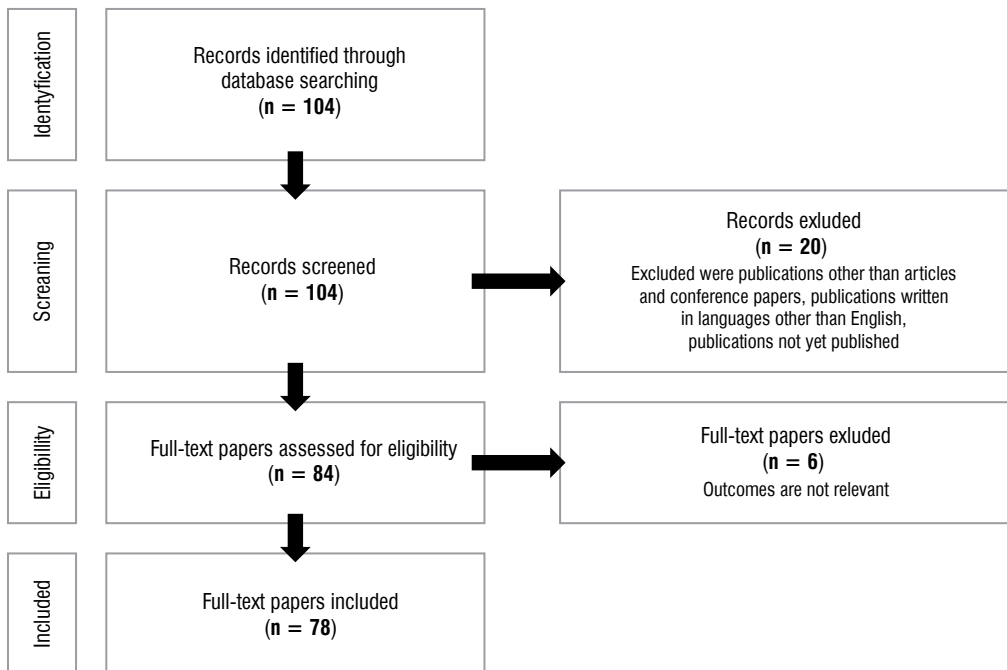 Identyfication
Records identified through
database searching
(n = 104)
Screaning
Records screened
(n = 104)
Records exluded
(n = 20)
Excluded were publications other than articles
and conference papers, publications written
in languages other than English,
publications not yet published
Eligibillity
Full-text papers assessed for eligibility
(n = 84)
Full-text papers exluded
(n = 6)
Outcomes are not relevant
Included
Full-text papers included
(n = 78)